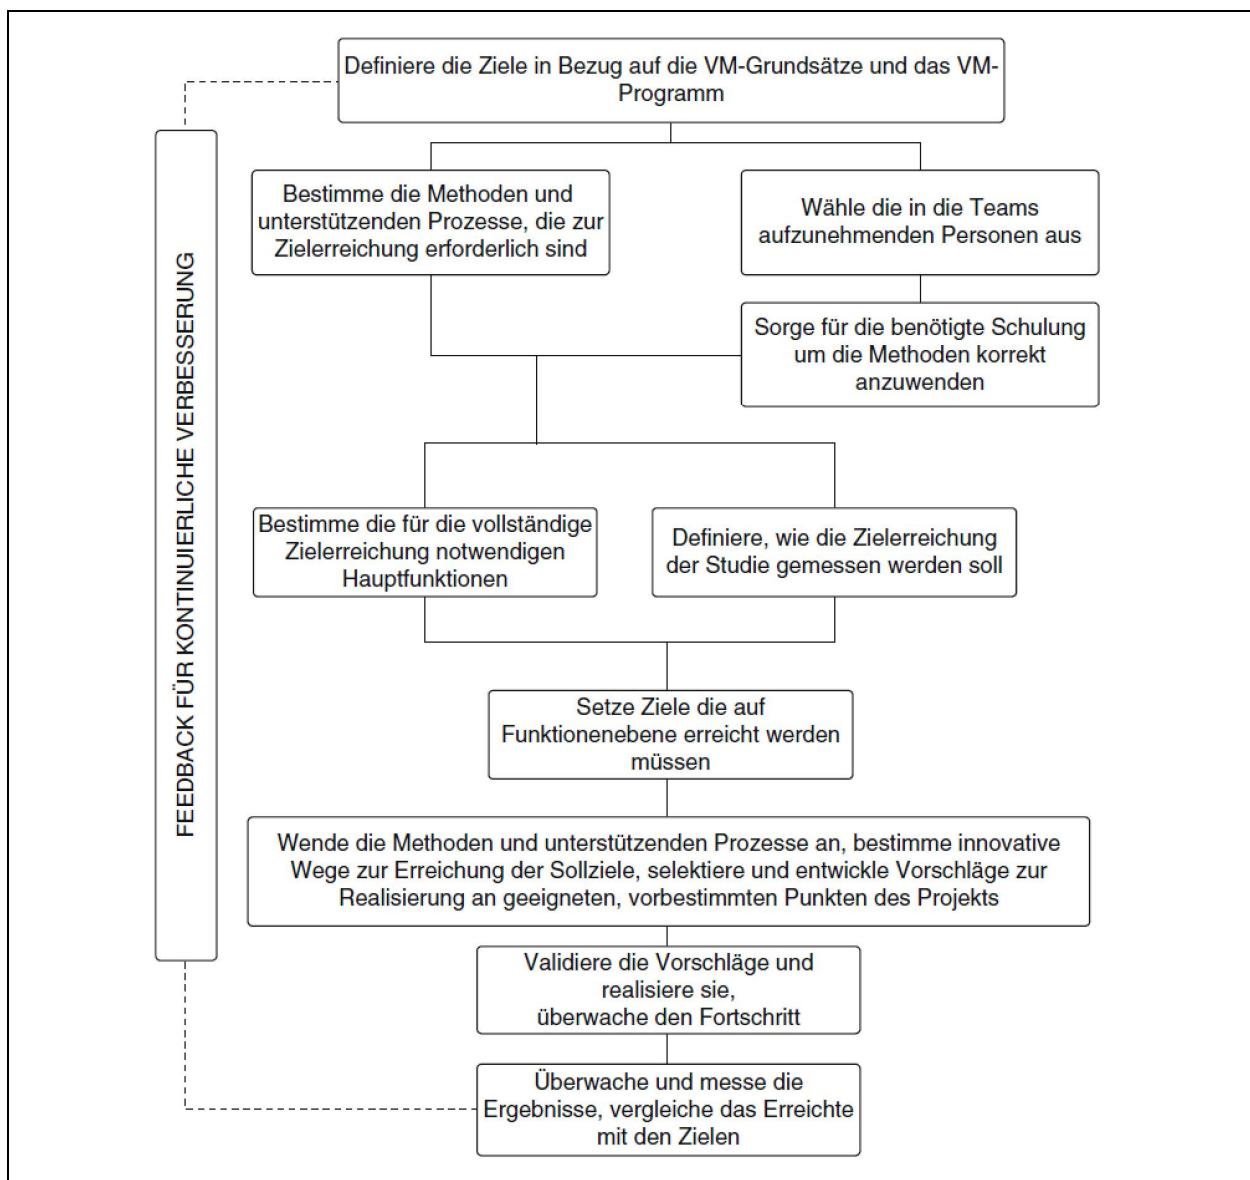 Definiere die Ziele in Bezug auf die VM-Grundsätze und das VM-
Programm
Bestimme die Methoden und
unterstützenden Prozesse, die zur
Zielerreichung erforderlich sind
Wähle die in die Teams
aufzunehmenden Personen aus
Sorge für die benötigte Schulung
um die Methoden korrekt
anzuwenden
FEEDBACK FÜR KONTINUIERLICHE VERBESSERUNG
Bestimme die für die vollständige
Zielerreichung notwendigen
Hauptfunktionen
Definiere, wie die Zielerreichung
der Studie gemessen werden soll
Setze Ziele die auf
Funktionenebene erreicht werden
müssen
Wende die Methoden und unterstützenden Prozesse an, bestimme innovative
Wege zur Erreichung der Sollziele, selektiere und entwickle Vorschläge zur
Realisierung an geeigneten, vorbestimmten Punkten des Projekts
Validiere die Vorschläge und
realisiere sie,
überwache den Fortschritt
Überwache und messe die
Ergebnisse, vergleiche das Erreichte
mit den Zielen